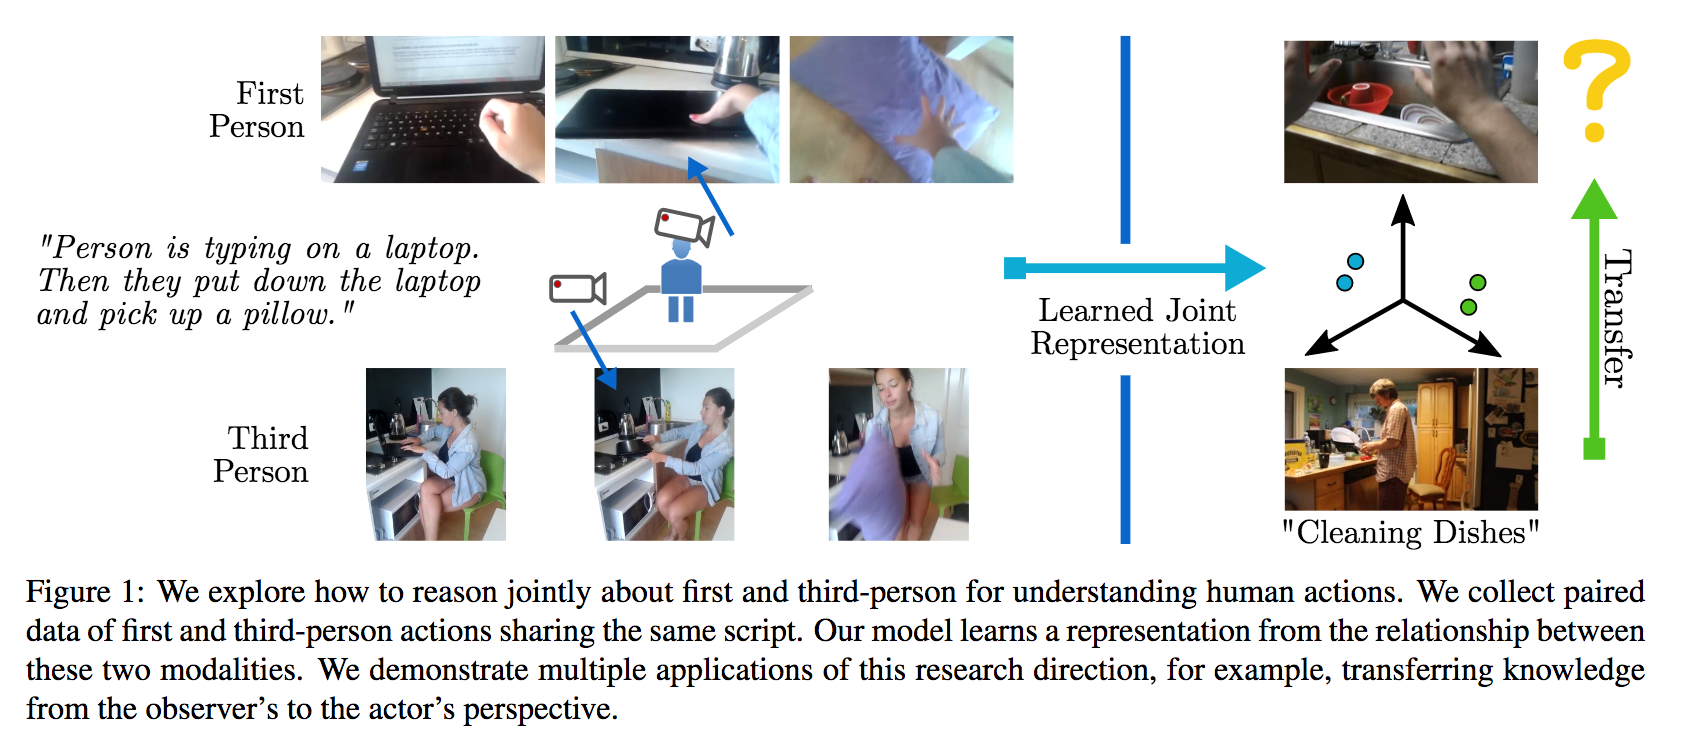 First
Person
"Person is typing on a laptop.
Then they put down the laptop
and pick up a pillow."
Learned Joint
Representation
Transfer
Third
Person
"Cleaning Dishes"
Figure 1: We explore how to reason jointly about first and third-person for understanding human actions. We collect paired
data of first and third-person actions sharing the same script. Our model learns a representation from the relationship between
these two modalities. We demonstrate multiple applications of this research direction, for example, transferring knowledge
from the observer's to the actor's perspective.